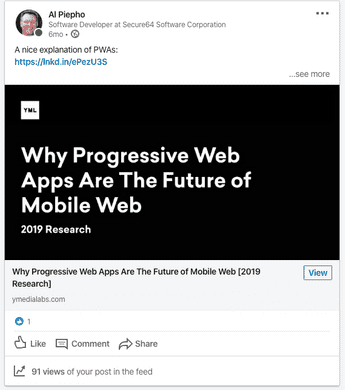 Al Piepho
Software Developer at Secure64 Software Corporation
6mo •
A nice explanation of PWAs:
https://lnkd.in/ePezU3S
...see more
YML
Why Progressive Web
Apps Are The Future of
Mobile Web
2019 Research
Why Progressive Web Apps Are The Future of Mobile Web [2019
Research]
View
ymedialabs.com
1
Like Comment Share
91 views of your post in the feed